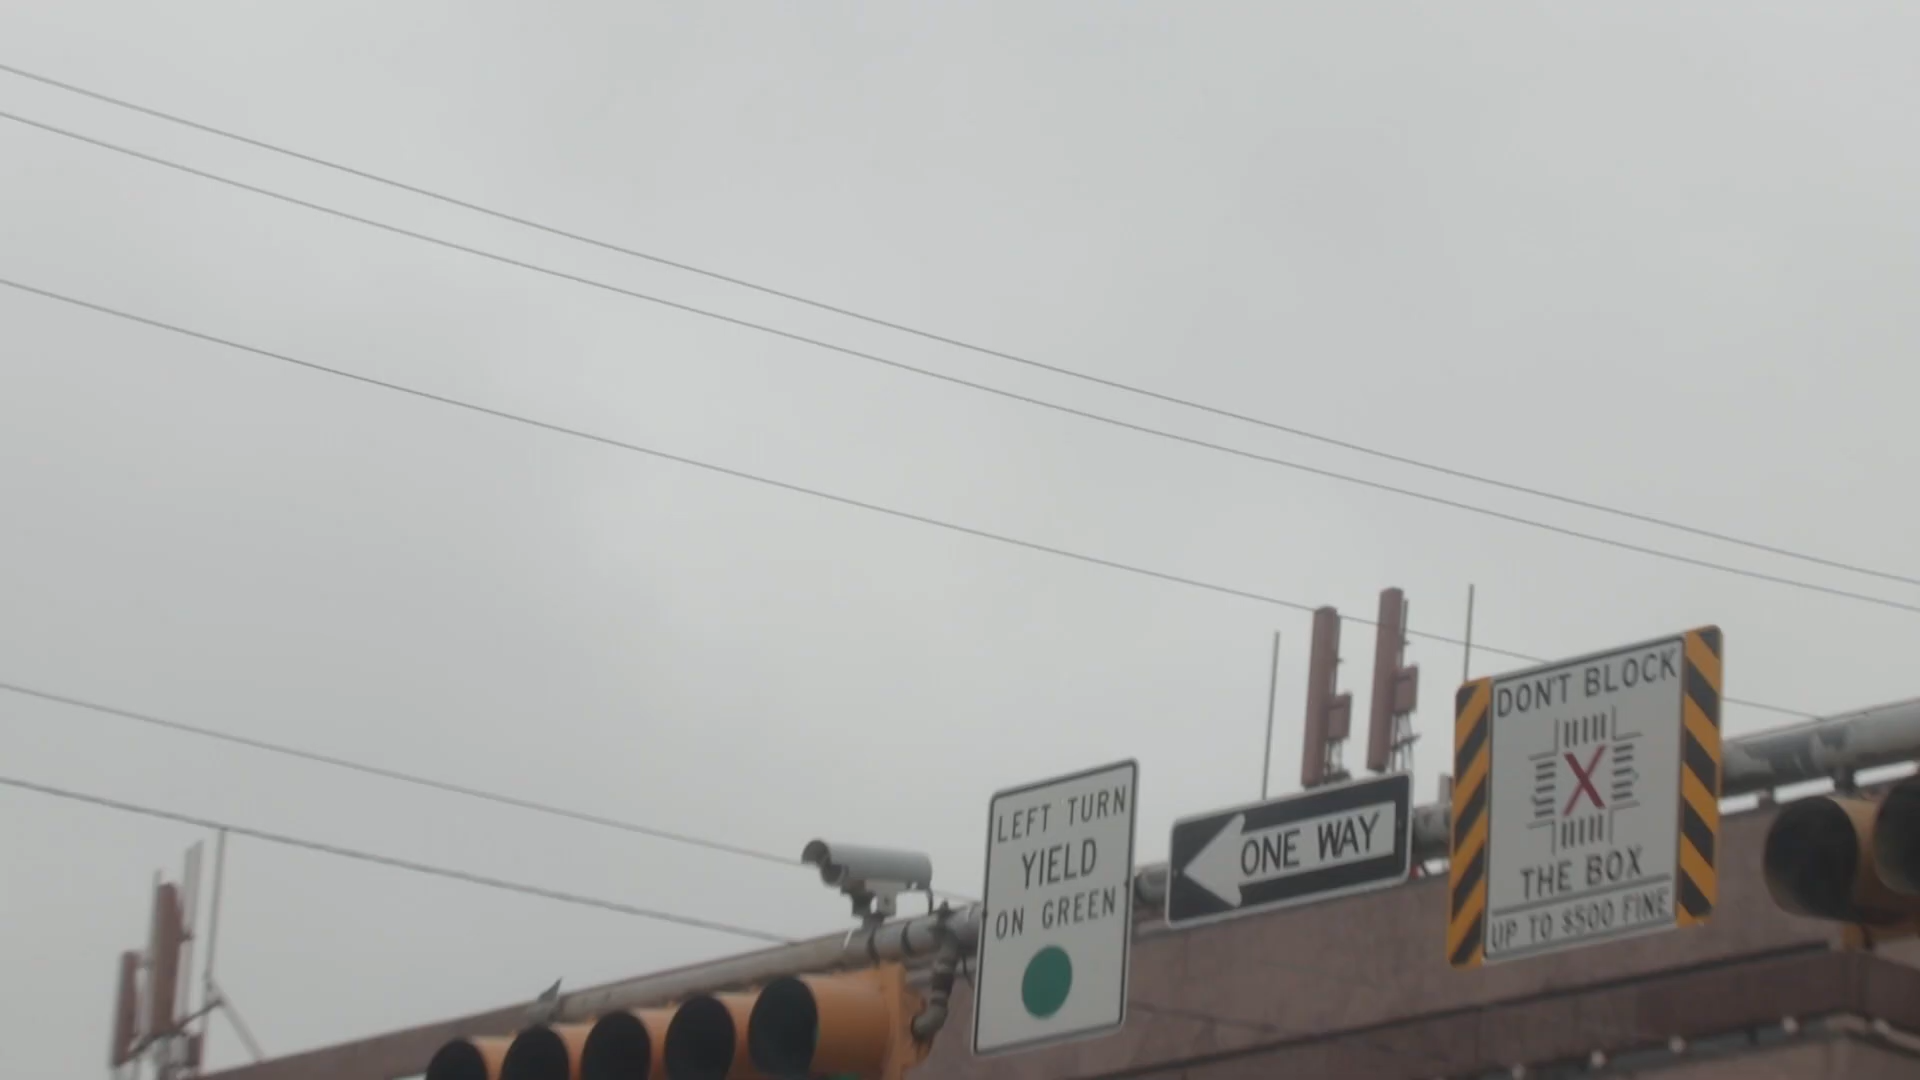 LEFT TURN
YIELD
ON GREEN
ONE WAY
DON'T BLOCK
THE BOX
UP TO $500 FINE